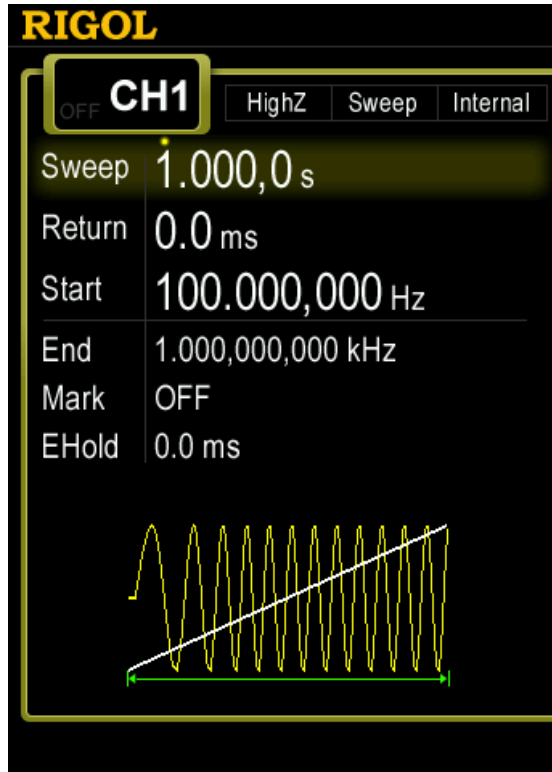 RIGOL
OFF CH1 HighZ Sweep Internal
Sweep 1.000,0 s
Return 0.0 ms
Start 100.000,000 Hz
End 1.000,000,000 kHz
Mark OFF
EHold 0.0 ms